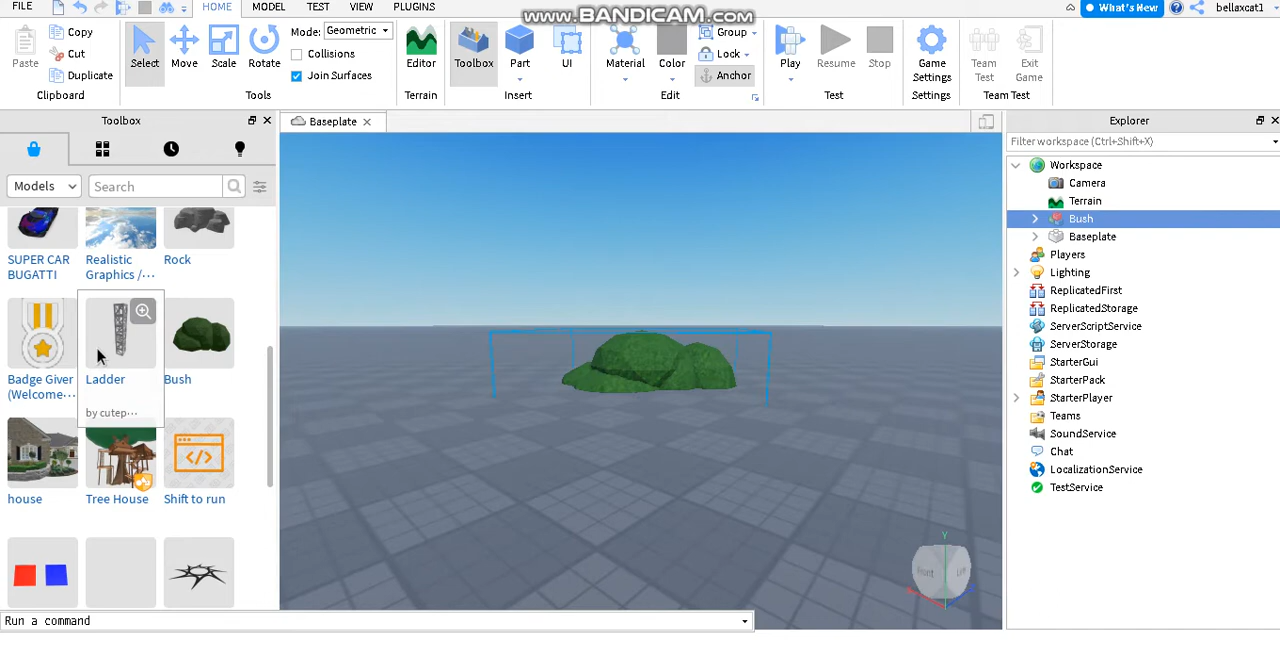 FILE HOME MODEL TEST VIEW PLUGINS
www.BANDICAM.com
What's New bellaxcat1
Copy
Cut
Duplicate
Paste
Clipboard
Select Move Scale Rotate
Mode: Geometric
Collisions
Join Surfaces
Tools
Editor
Terrain
Toolbox Part UI
Insert
Material Color
Group
Lock
Anchor
Edit
Play Resume Stop
Test
Game Settings
Settings
Team Test Exit Game
Team Test
Toolbox
Models Search
SUPER CAR BUGATTI
Realistic Graphics /...
Rock
Badge Giver (Welcome...
Ladder
by cutep...
Bush
house
Tree House
Shift to run
Baseplate
Front Left
Y
Run a command
Explorer
Filter workspace (Ctrl+Shift+X)
Workspace
Camera
Terrain
Bush
Baseplate
Players
Lighting
ReplicatedFirst
ReplicatedStorage
ServerScriptService
ServerStorage
StarterGui
StarterPack
StarterPlayer
Teams
SoundService
Chat
LocalizationService
TestService